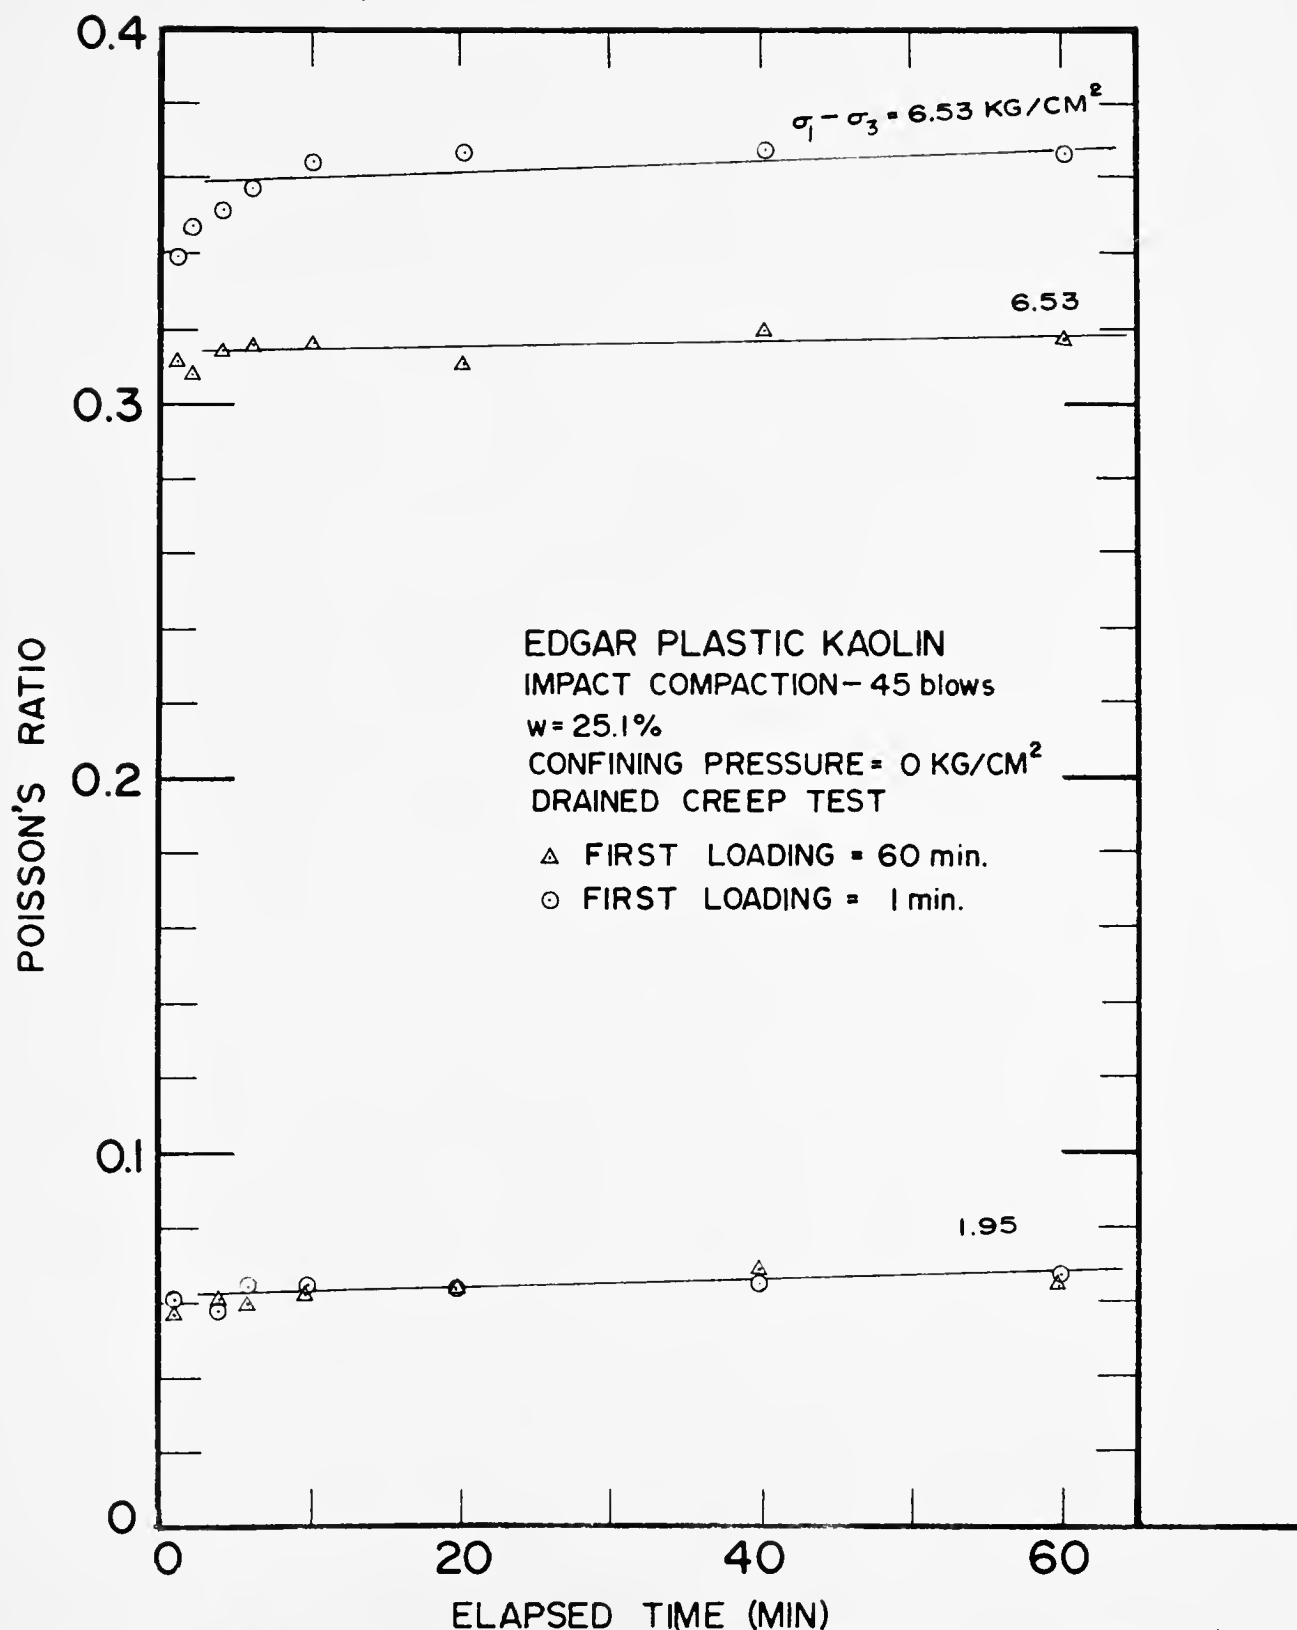 0.4
σ₁ - σ₃ = 6.53 KG/CM²
6.53
0.3
EDGAR PLASTIC KAOLIN
IMPACT COMPACTION - 45 blows
w = 25.1%
CONFINING PRESSURE = 0 KG/CM²
DRAINED CREEP TEST
△ FIRST LOADING = 60 min.
⊙ FIRST LOADING = 1 min.
POISSON'S RATIO
0.2
0.1
1.95
0
0 20 40 60
ELAPSED TIME (MIN)